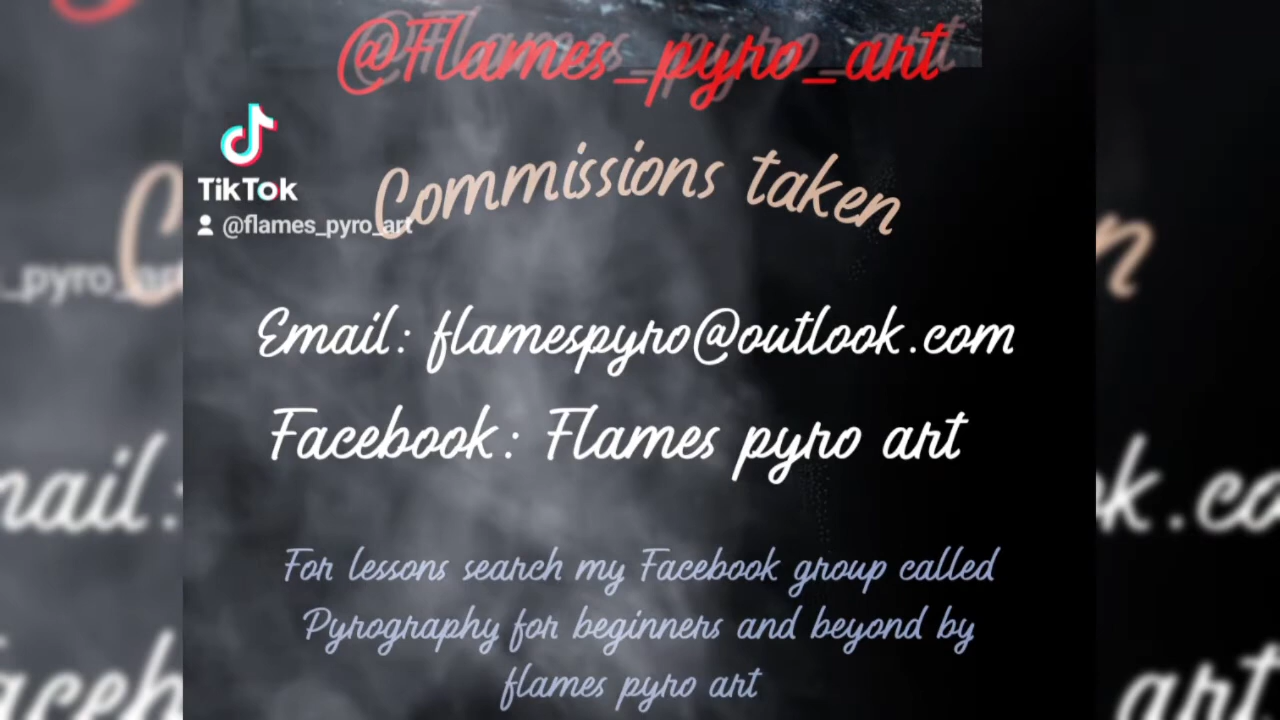 @Flames_pyro_art
TikTok
@flames_pyro_art
Commissions taken
Email: flamespyro@outlook.com
Facebook: Flames pyro art
For lessons search my Facebook group called
Pyrography for beginners and beyond by
flames pyro art